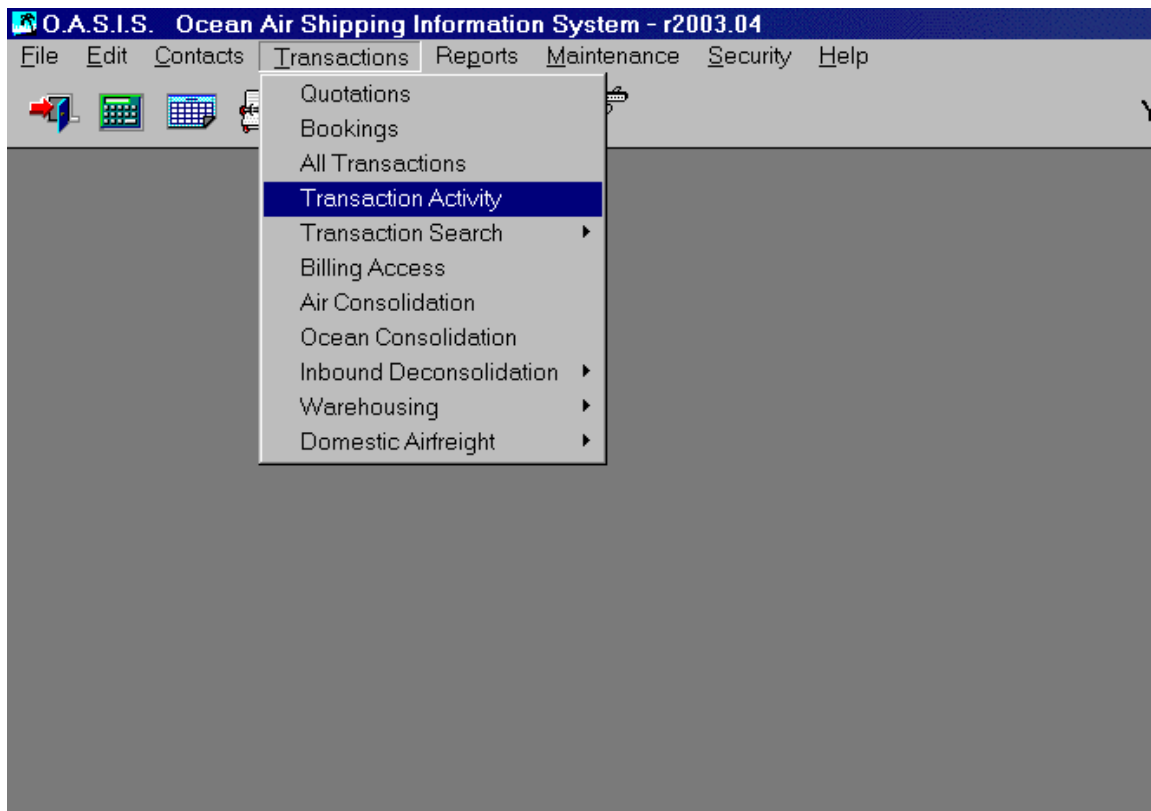 O.A.S.I.S.   Ocean Air Shipping Information System - r2003.04
File Edit Contacts Transactions Reports Maintenance Security Help
Quotations
Bookings
All Transactions
Transaction Activity
Transaction Search
Billing Access
Air Consolidation
Ocean Consolidation
Inbound Deconsolidation
Warehousing
Domestic Airfreight